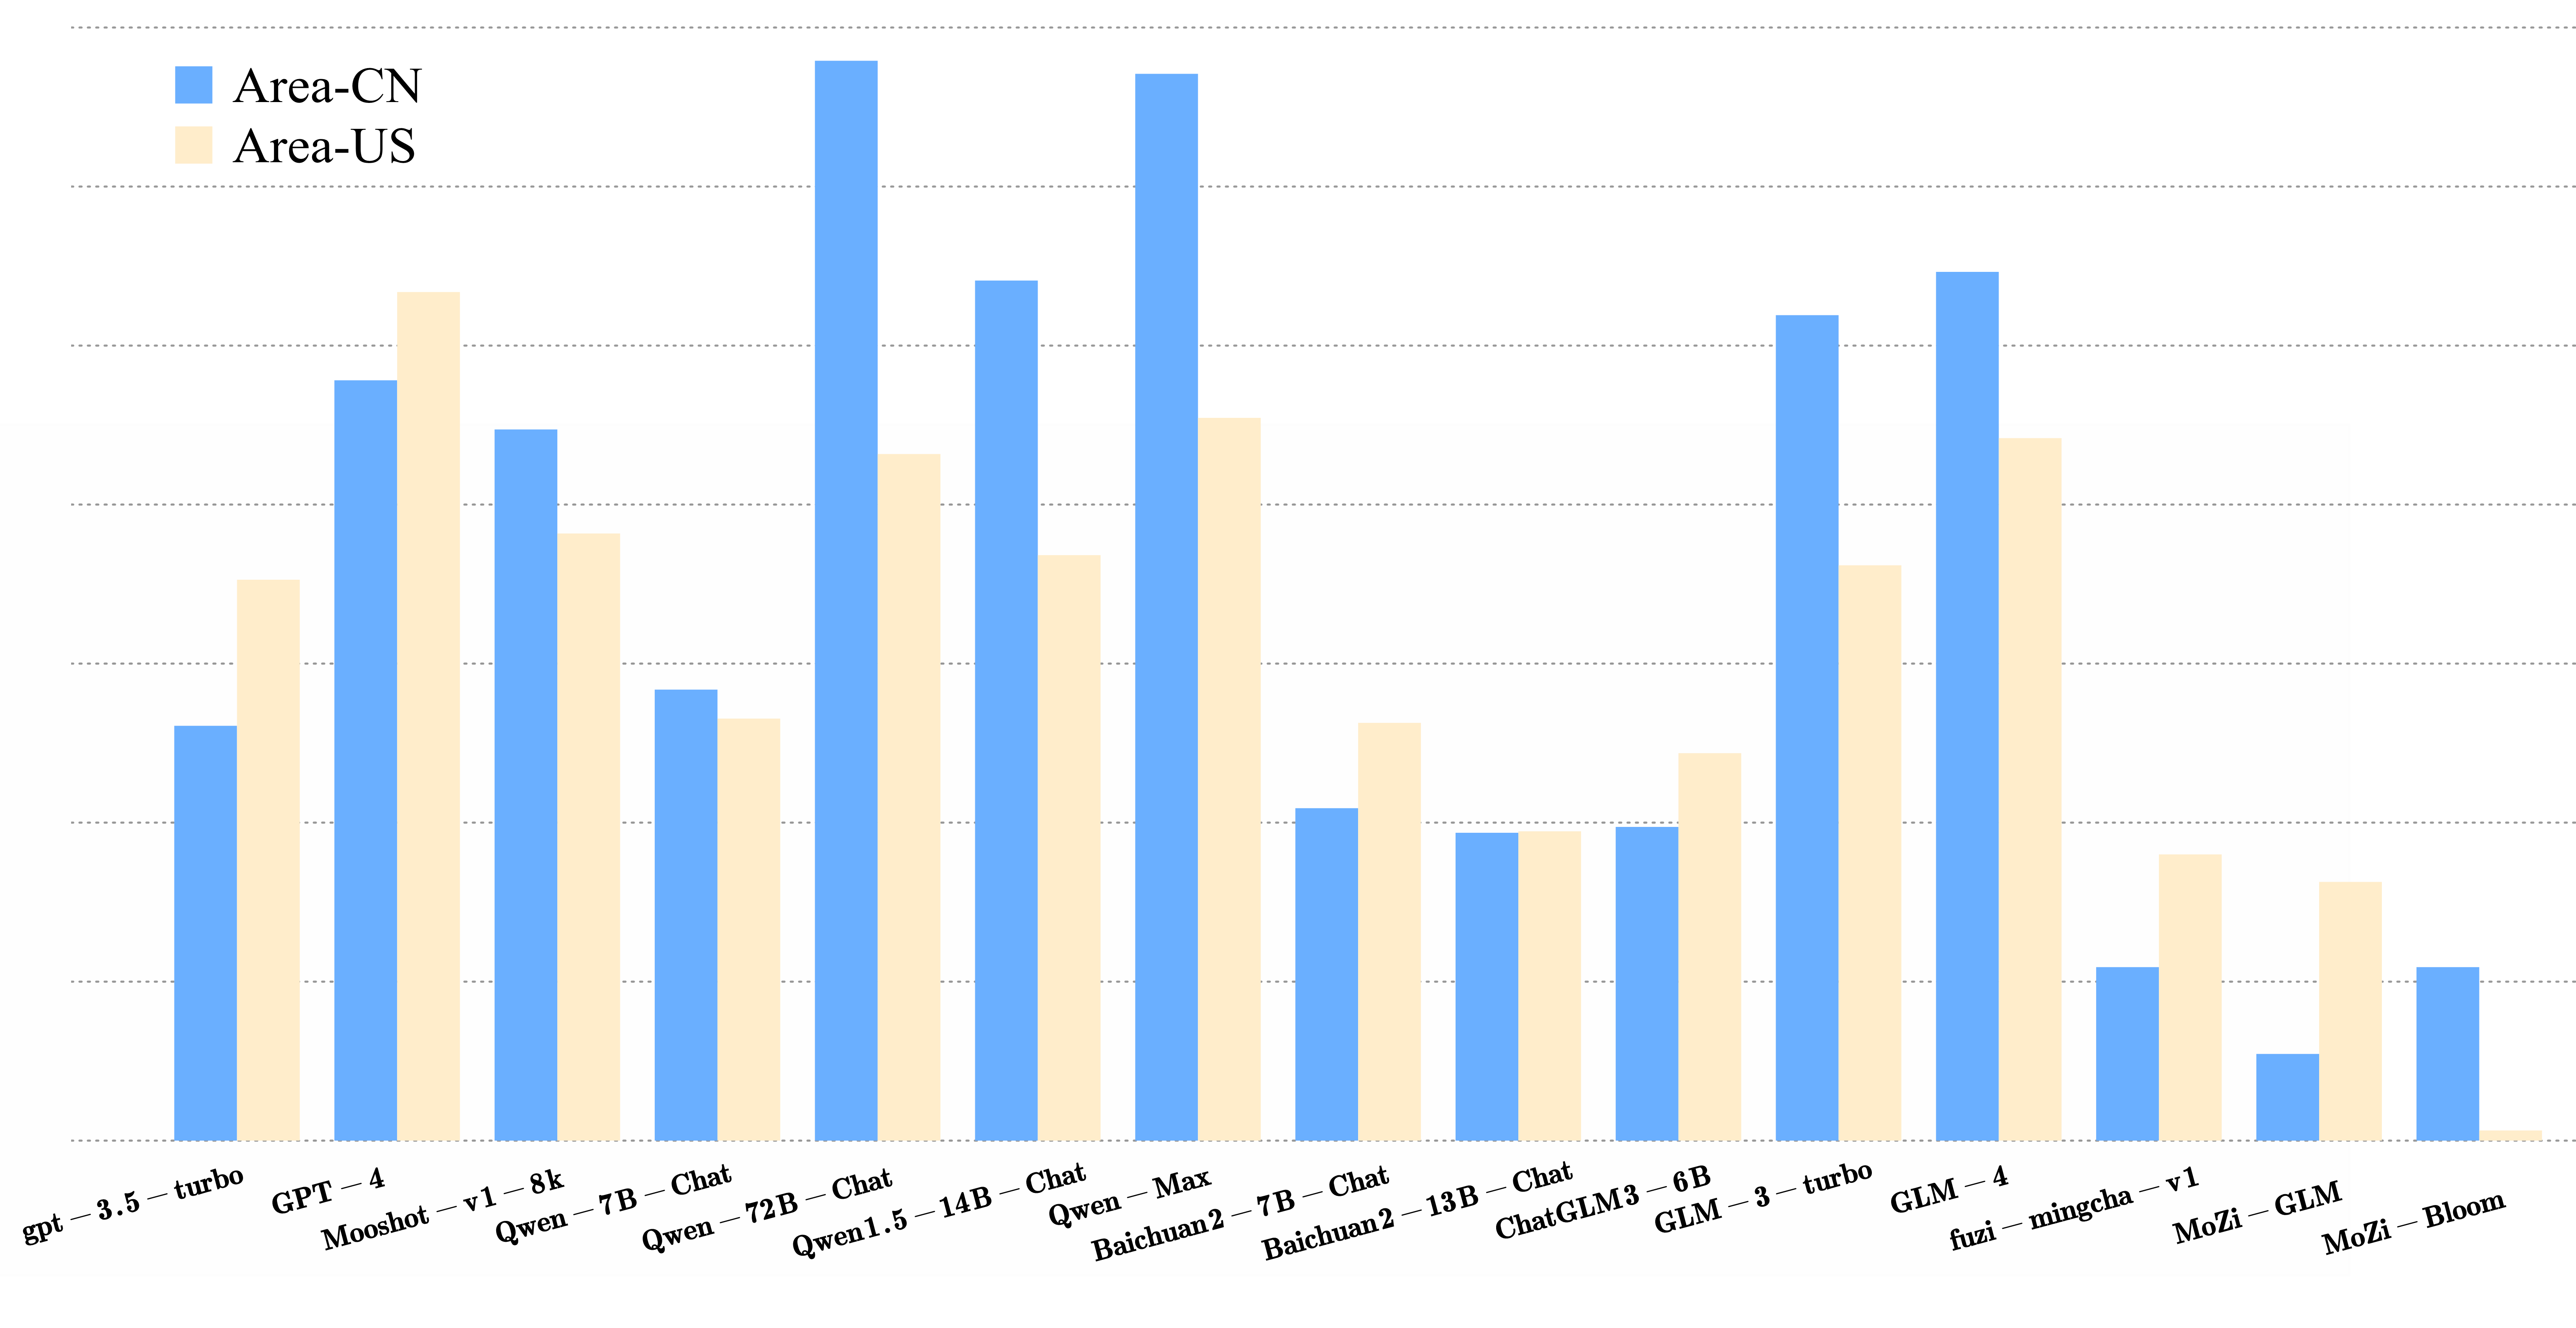 Area-CN
Area-US
gpt − 3.5 − turbo
GPT − 4
Mooshot − v1 − 8k
Qwen − 7B − Chat
Qwen − 72B − Chat
Qwen1.5 − 14B − Chat
Qwen − Max
Baichuan2 − 7B − Chat
Baichuan2 − 13B − Chat
ChatGLM3 − 6B
GLM − 3 − turbo
GLM − 4
fuzi − mingcha − v1
MoZi − GLM
MoZi − Bloom